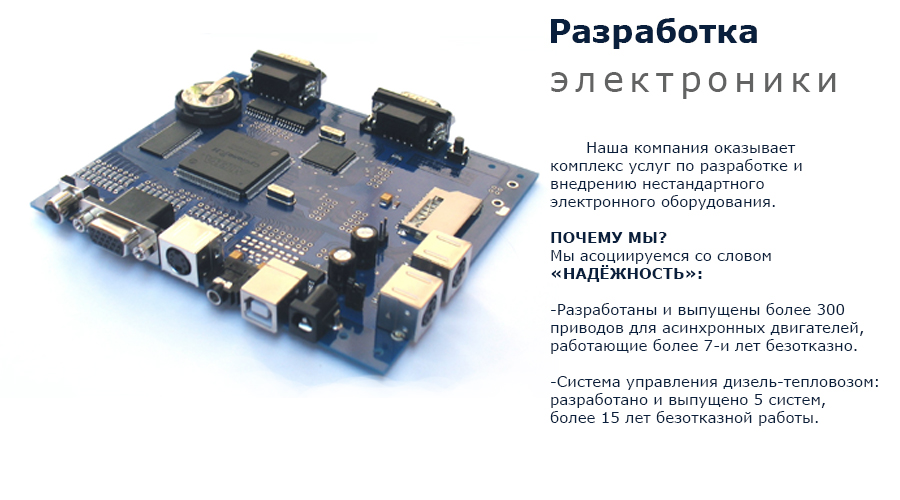 Разработка
электроники
Наша компания оказывает
комплекс услуг по разработке и
внедрению нестандартного
электронного оборудования.
ПОЧЕМУ МЫ?
Мы асоциируемся со словом
«НАДЁЖНОСТЬ»:
-Разработаны и выпущены более 300
приводов для асинхронных двигателей,
работающие более 7-и лет безотказно.
-Система управления дизель-тепловозом:
разработано и выпущено 5 систем,
более 15 лет безотказной работы.